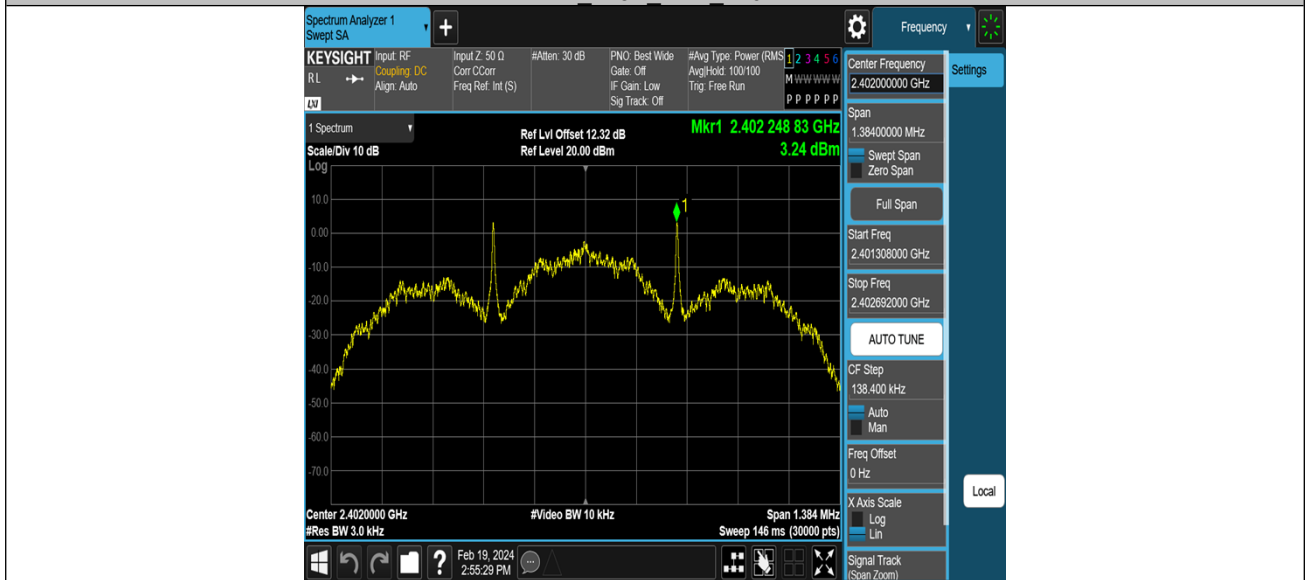 Spectrum Analyzer 1
Swept SA
+
Frequency
KEYSIGHT
RL
LXI
Input: RF
Coupling: DC
Align: Auto
Input Z: 50 Ω
Corr CCorr
Freq Ref: Int (S)
#Atten: 30 dB
PNO: Best Wide
Gate: Off
IF Gain: Low
Sig Track: Off
#Avg Type: Power (RMS
Avg|Hold: 100/100
Trig: Free Run
1 2 3 4 5 6
M W W W W W
P P P P P P
1 Spectrum
Scale/Div 10 dB
Log
Ref Lvl Offset 12.32 dB
Ref Level 20.00 dBm
Mkr1 2.402 248 83 GHz
3.24 dBm
1
10.0
0.00
-10.0
-20.0
-30.0
-40.0
-50.0
-60.0
-70.0
Center 2.4020000 GHz
#Res BW 3.0 kHz
#Video BW 10 kHz
Span 1.384 MHz
Sweep 146 ms (30000 pts)
Center Frequency
2.402000000 GHz
Settings
Span
1.38400000 MHz
Swept Span
Zero Span
Full Span
Start Freq
2.401308000 GHz
Stop Freq
2.402692000 GHz
AUTO TUNE
CF Step
138.400 kHz
Auto
Man
Freq Offset
0 Hz
X Axis Scale
Log
Lin
Local
Signal Track
(Span Zoom)
?
Feb 19, 2024
2:55:29 PM